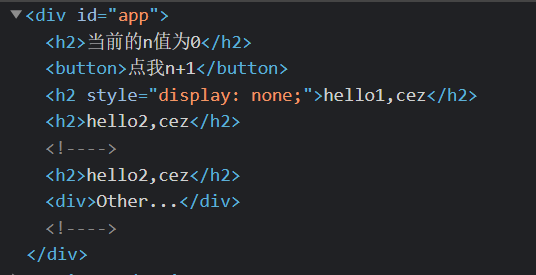 ▼<div id="app">
<h2>当前的n值为0</h2>
<button>点我n+1</button>
<h2 style="display: none;">hello1,cez</h2>
<h2>hello2,cez</h2>
<!---->
<h2>hello2,cez</h2>
<div>Other...</div>
<!---->
</div>